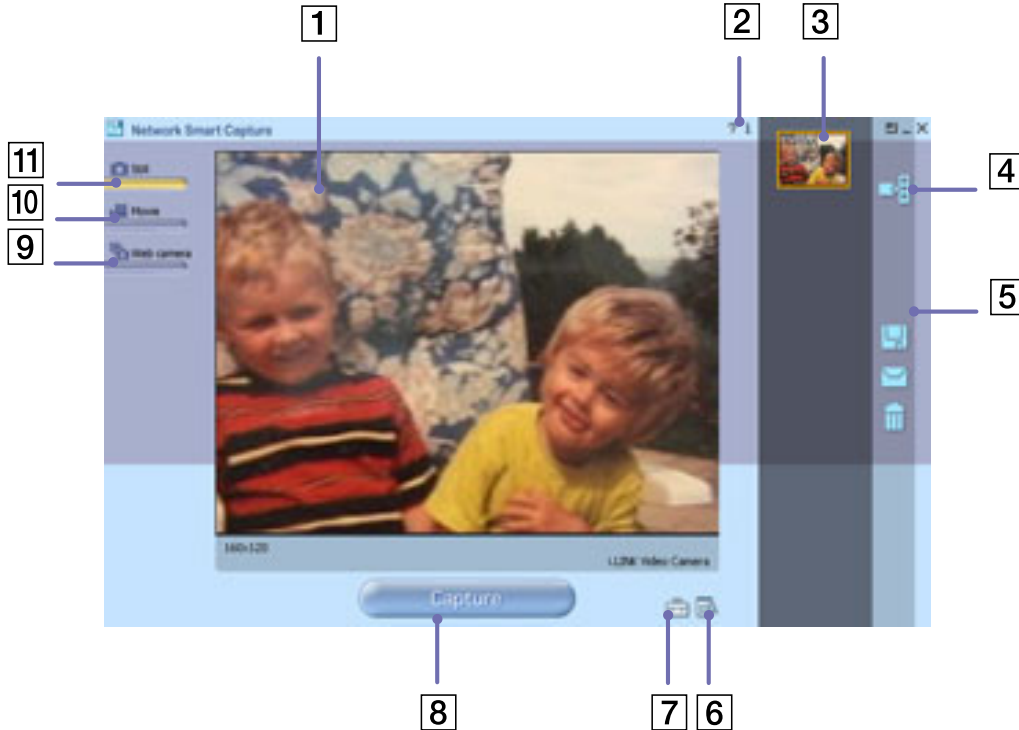 1
2
3
Network Smart Capture
? i
11
Still
4
10
Movie
9
Web camera
5
160x120
i.LINK Video Camera
Capture
8
7
6